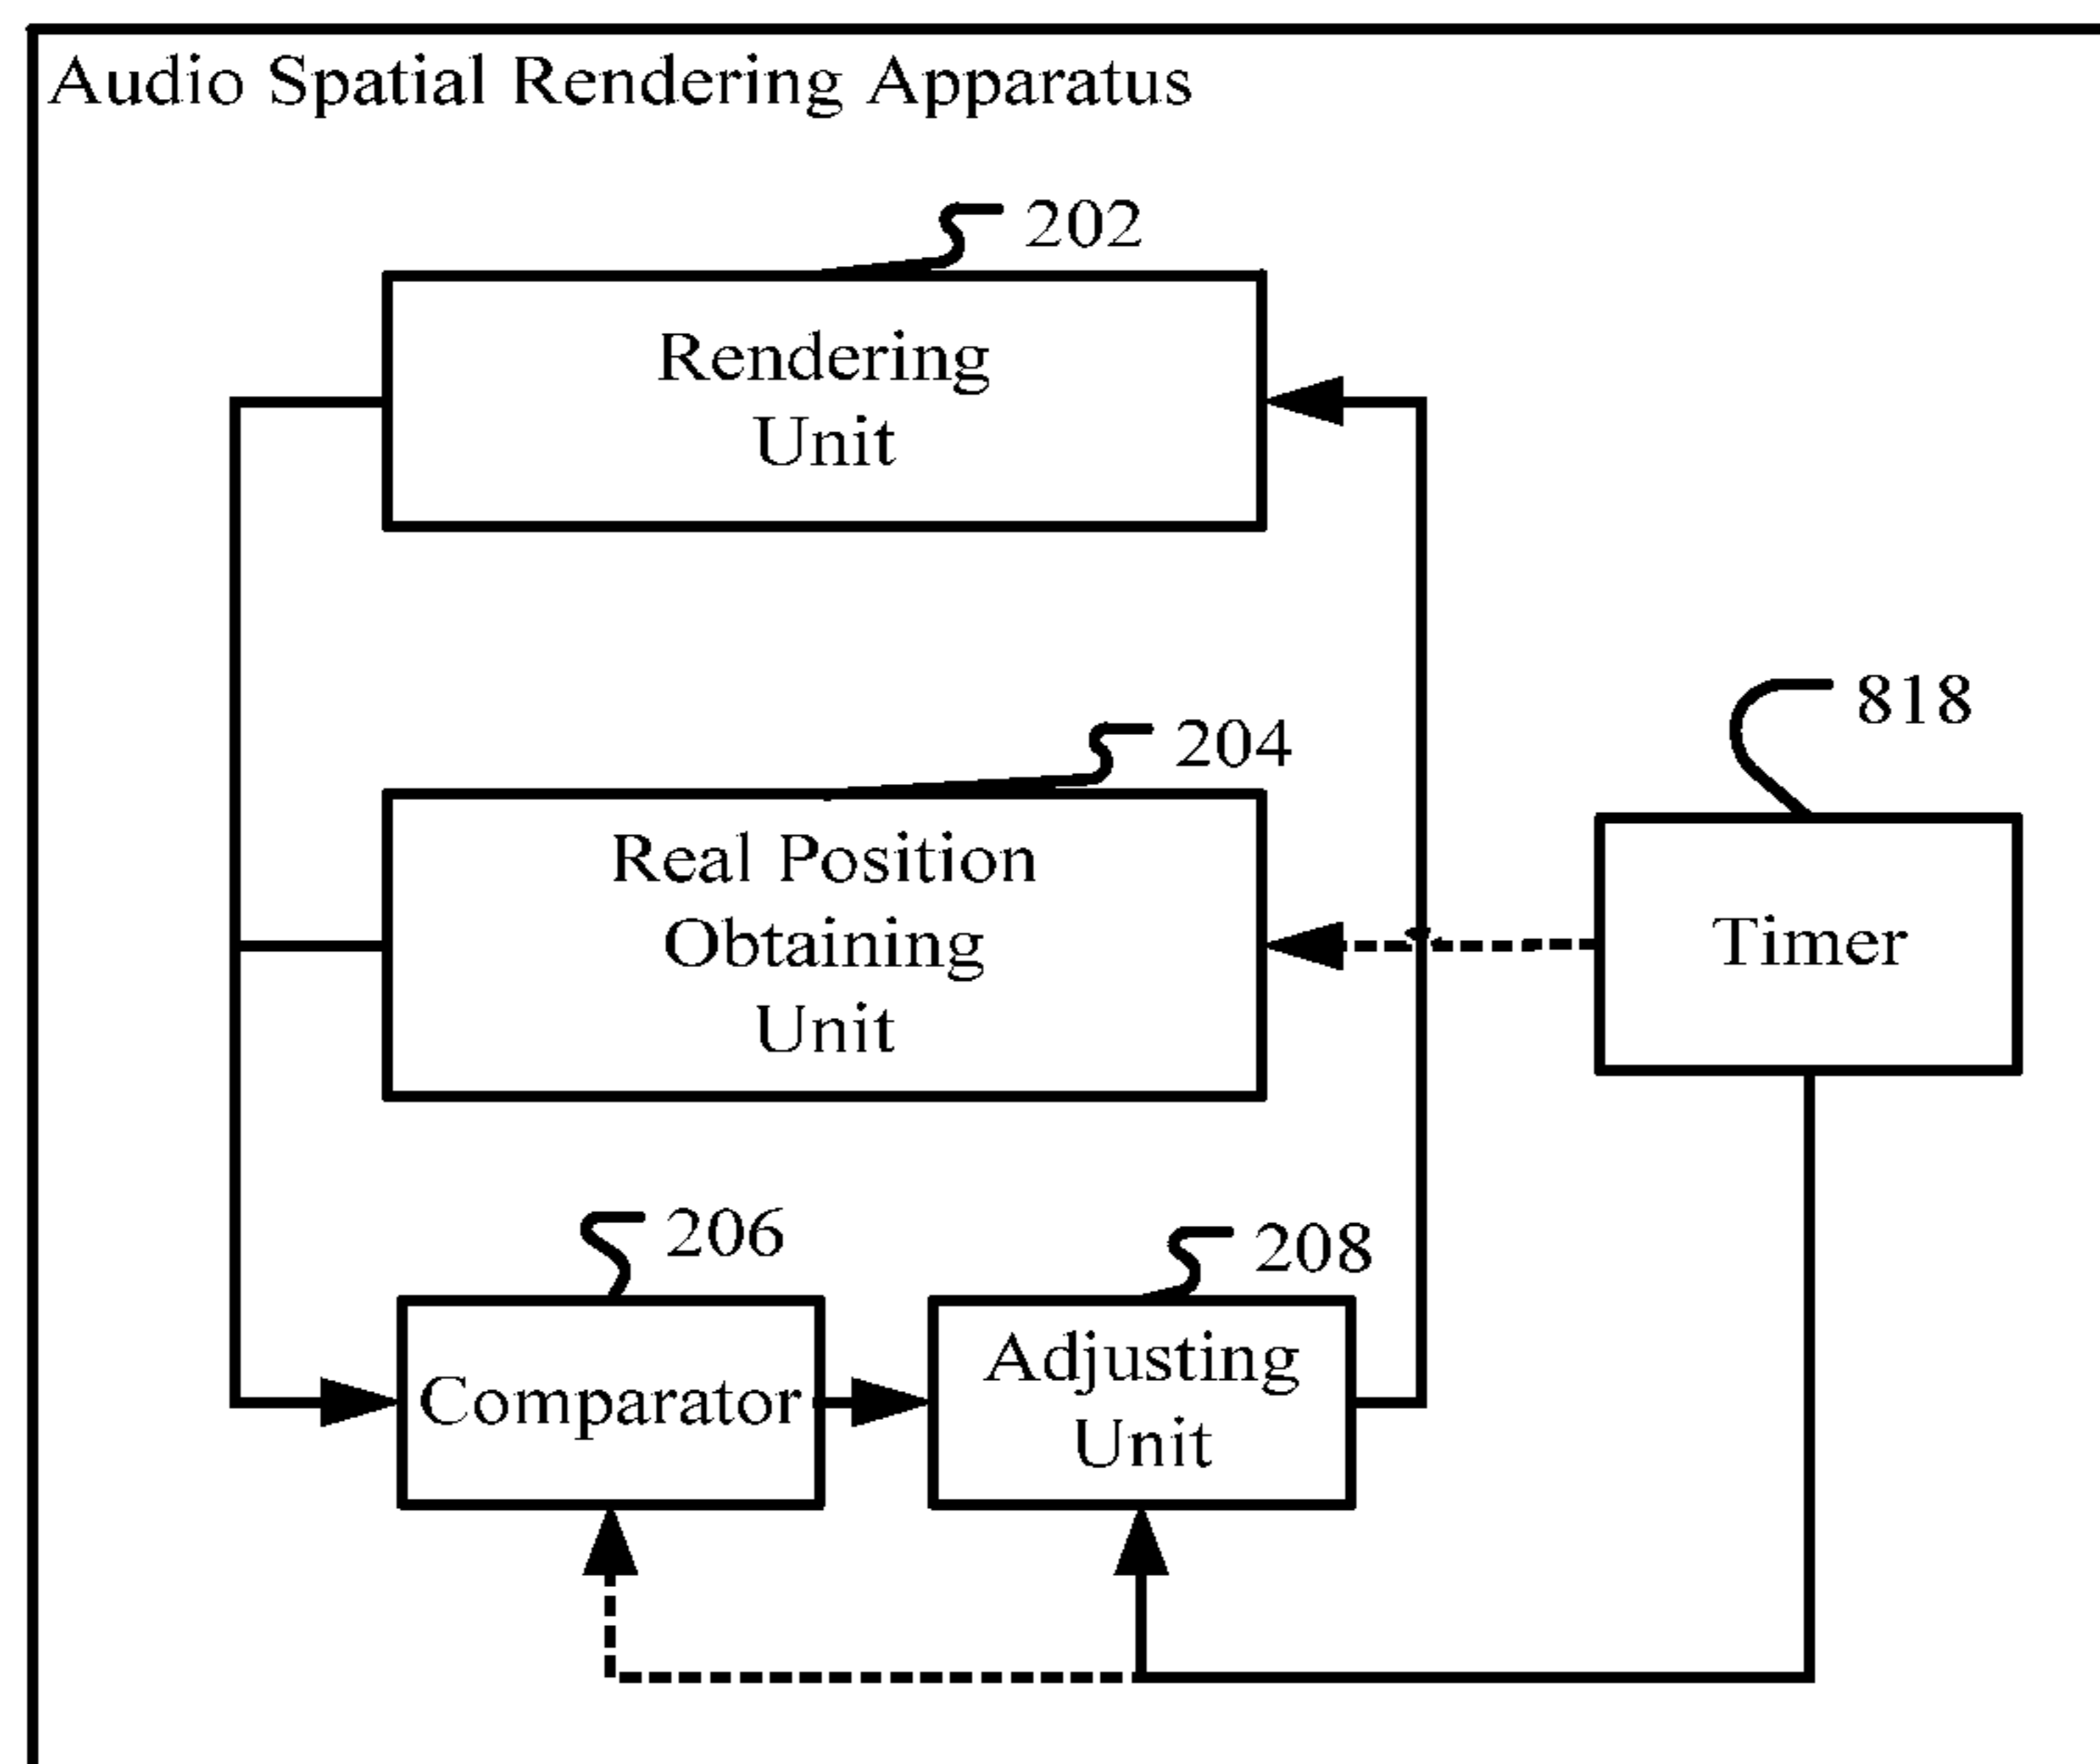 Audio Spatial Rendering Apparatus
202
Rendering
Unit
204
Real Position
Obtaining
Unit
818
Timer
206
Comparator
208
Adjusting
Unit